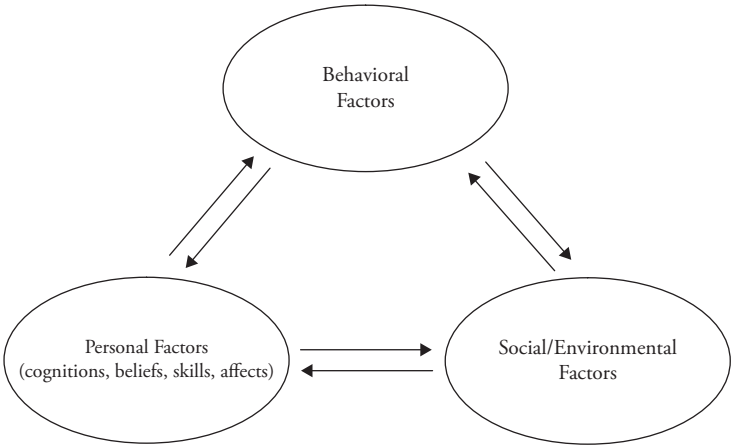 Behavioral
Factors
Personal Factors
(cognitions, beliefs, skills, affects)
Social/Environmental
Factors